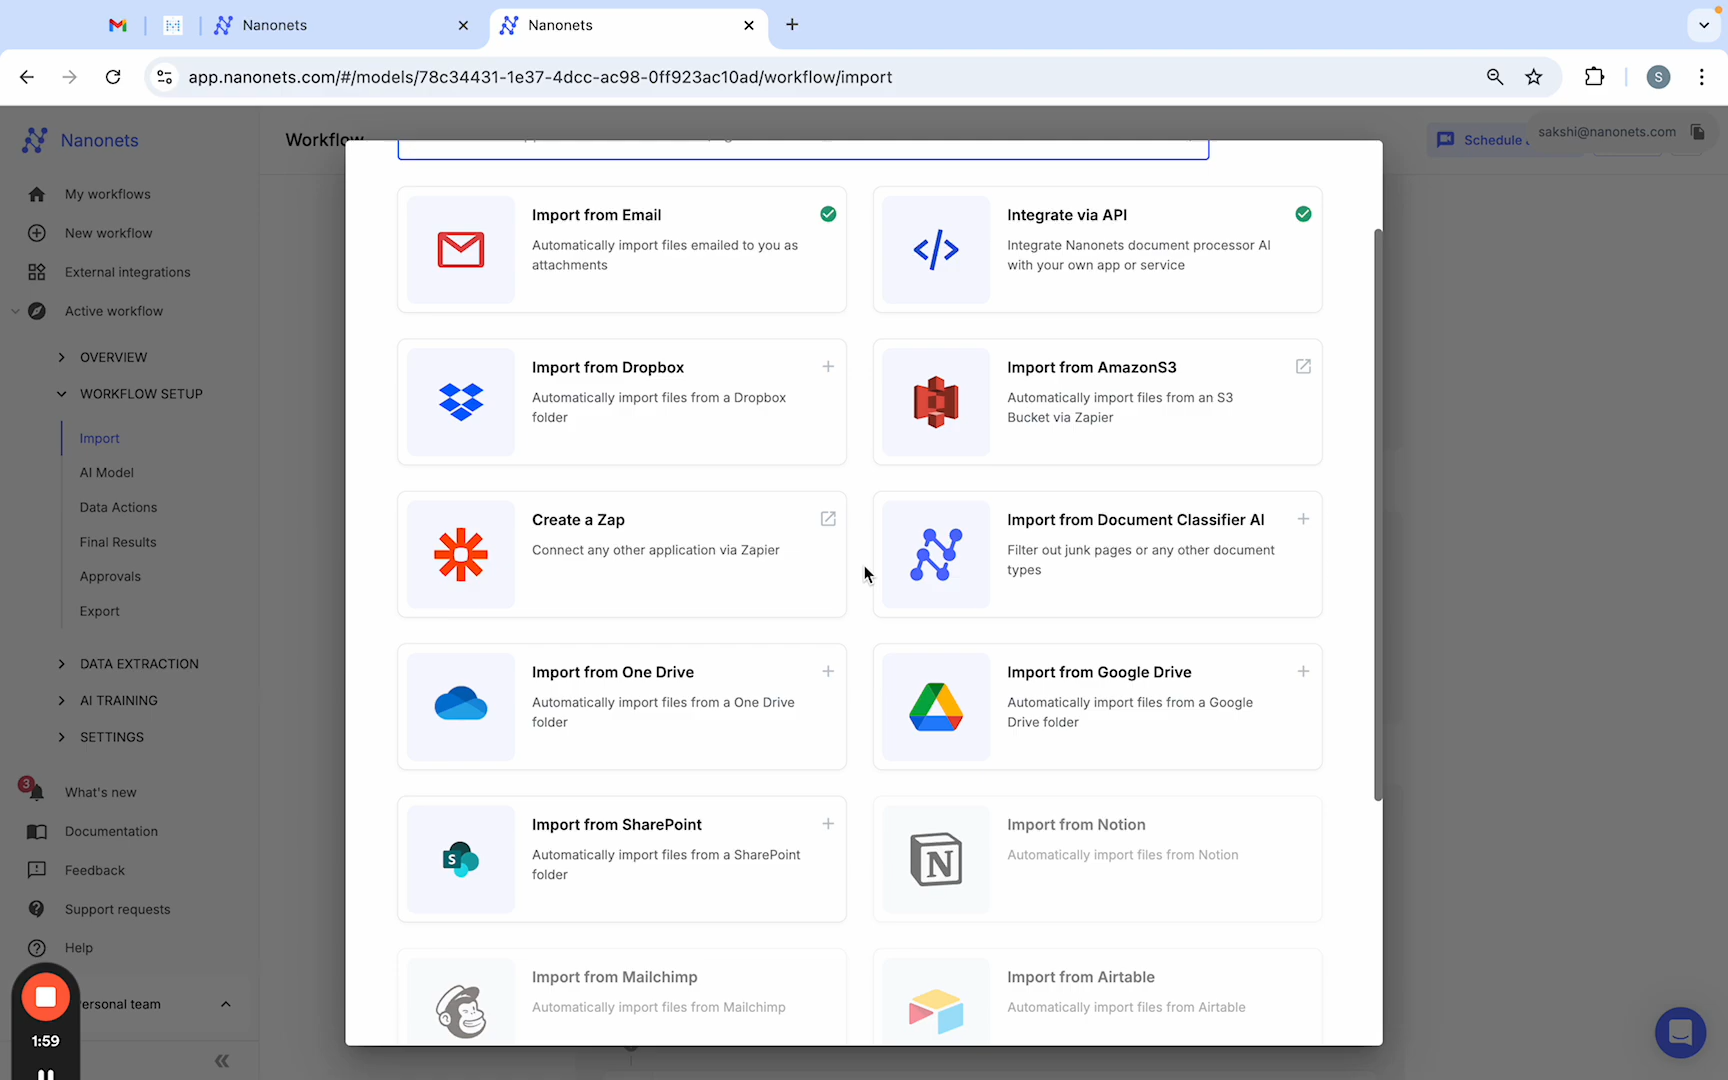 Nanonets
Nanonets
app.nanonets.com/#/models/78c34431-1e37-4dcc-ac98-0ff923ac10ad/workflow/import
S
Nanonets
Workflow
Schedule
sakshi@nanonets.com
My workflows
New workflow
External integrations
Active workflow
OVERVIEW
WORKFLOW SETUP
Import
AI Model
Data Actions
Final Results
Approvals
Export
DATA EXTRACTION
AI TRAINING
SETTINGS
3
What's new
Documentation
Feedback
Support requests
Help
ersonal team
1:59
Import from Email
Automatically import files emailed to you as
attachments
Integrate via API
Integrate Nanonets document processor AI
with your own app or service
Import from Dropbox
Automatically import files from a Dropbox
folder
Import from AmazonS3
Automatically import files from an S3
Bucket via Zapier
Create a Zap
Connect any other application via Zapier
Import from Document Classifier AI
Filter out junk pages or any other document
types
Import from One Drive
Automatically import files from a One Drive
folder
Import from Google Drive
Automatically import files from a Google
Drive folder
S
Import from SharePoint
Automatically import files from a SharePoint
folder
N
Import from Notion
Automatically import files from Notion
Import from Mailchimp
Automatically import files from Mailchimp
Import from Airtable
Automatically import files from Airtable